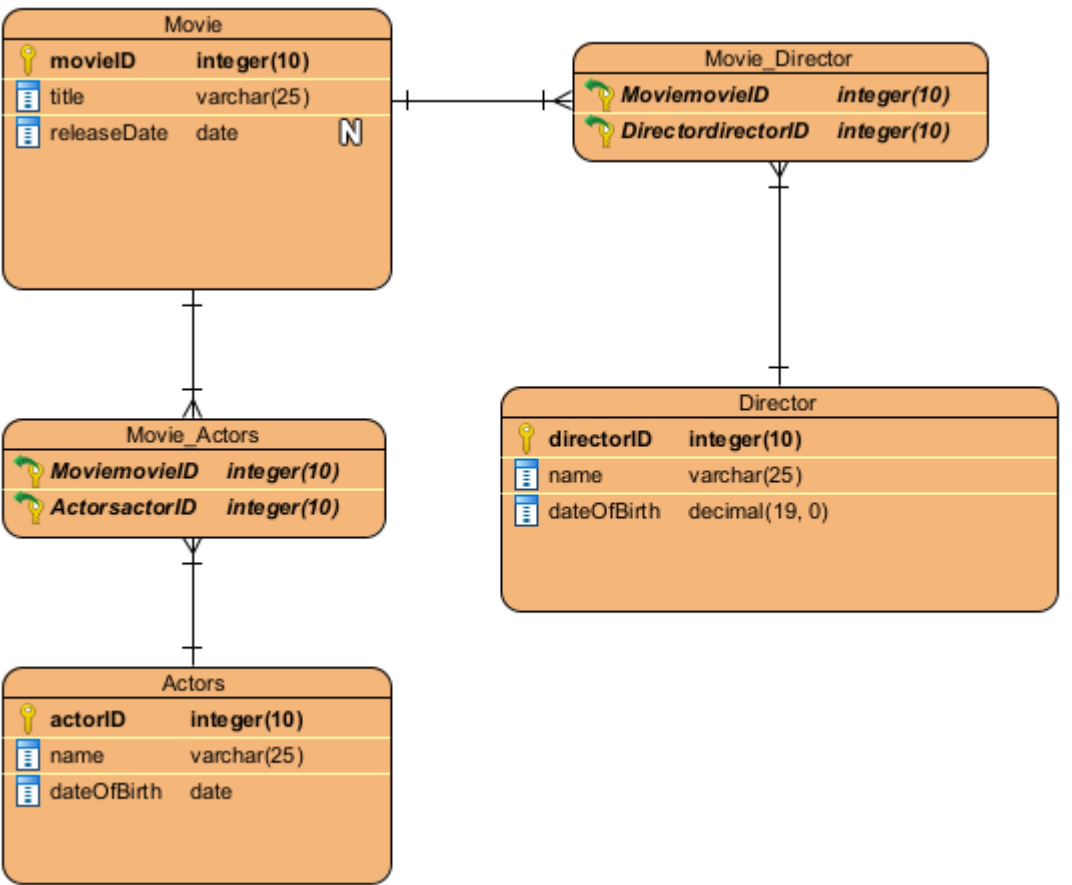 Movie
movieID integer(10)
title varchar(25)
releaseDate date N
Movie_Director
MoviemovieID integer(10)
DirectordirectorID integer(10)
Movie_Actors
MoviemovieID integer(10)
ActorsactorID integer(10)
Director
directorID integer(10)
name varchar(25)
dateOfBirth decimal(19, 0)
Actors
actorID integer(10)
name varchar(25)
dateOfBirth date